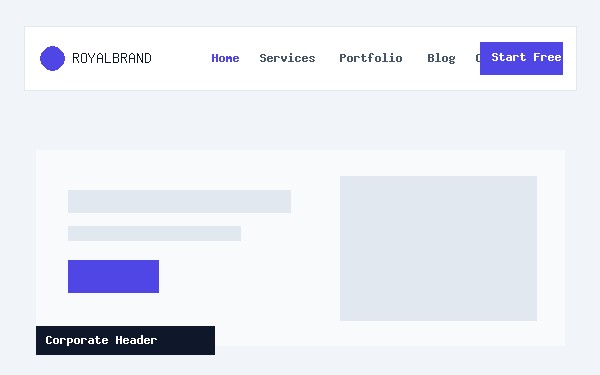 ROYALBRAND
Home Services Portfolio Blog
Start Free
Corporate Header